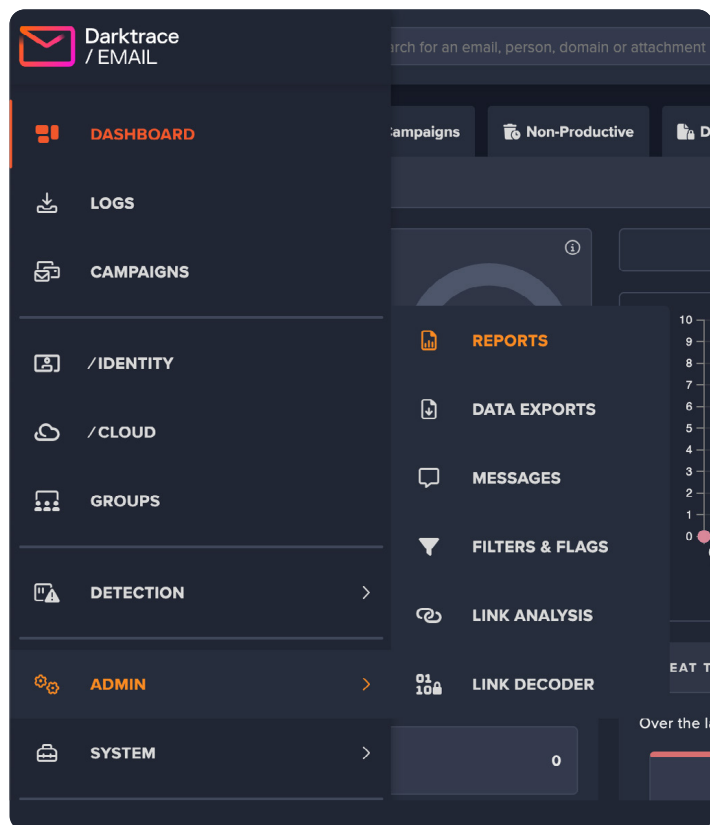 Darktrace
/ EMAIL
arch for an email, person, domain or attachment
DASHBOARD
LOGS
CAMPAIGNS
/IDENTITY
/CLOUD
GROUPS
DETECTION
ADMIN
SYSTEM
ampaigns
Non-Productive
D
REPORTS
DATA EXPORTS
MESSAGES
FILTERS & FLAGS
LINK ANALYSIS
LINK DECODER
10
9
8
7
6
5
4
3
2
1
0
EAT T
Over the l
0